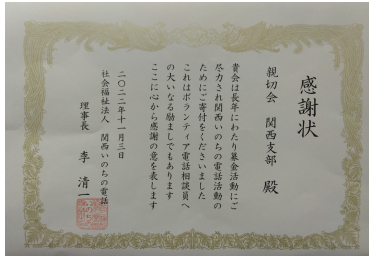 感謝状
親切会 関西支部 殿
貴会は長年にわたり募金活動にご
尽力され関西いのちの電話活動の
ためにご寄付をくださいました
これはボランティア電話相談員へ
の大いなる励ましでもあります
ここに心から感謝の意を表します
二〇二二年十一月三日
社会福祉法人 関西いのちの電話
理事長 李 清一